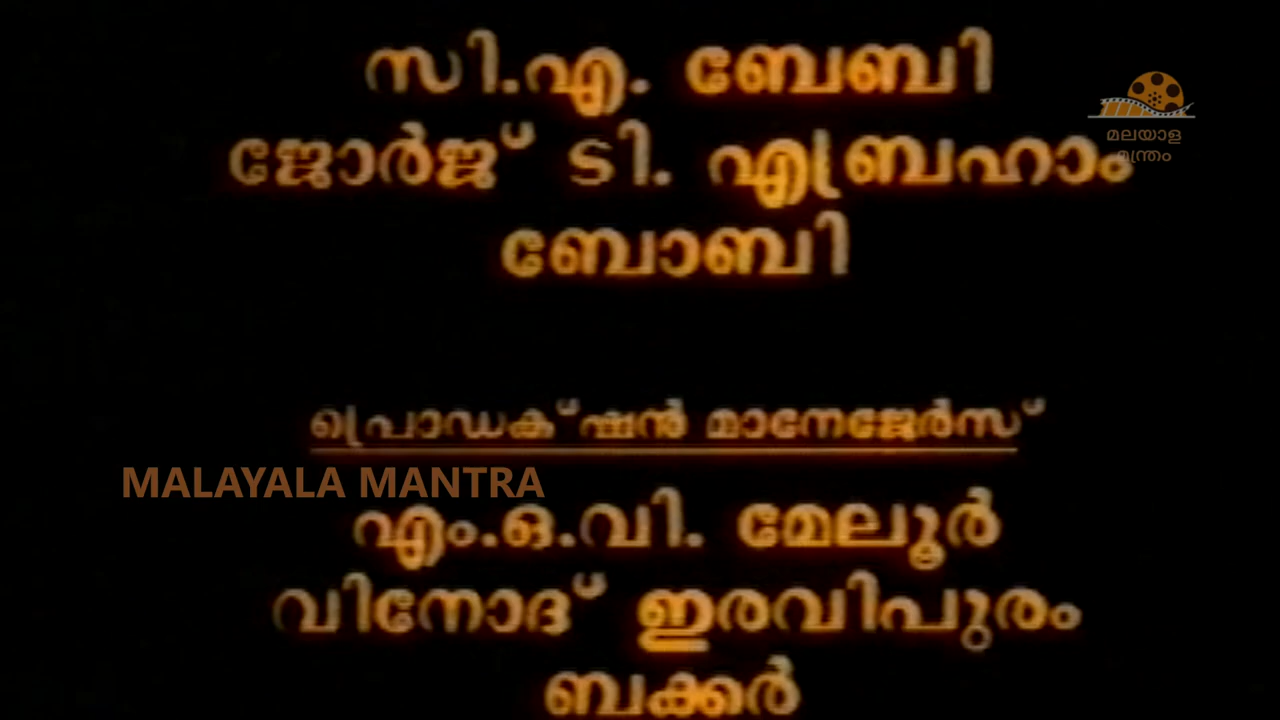 സി.എ. ബേബി
മലയാള
മന്ത്രം
ജോർജ് ടി. എബ്രഹാം
ബോബി
പ്രൊഡക്ഷൻ മാനേജേർസ്
MALAYALA MANTRA
എം.ഒ.വി. മേലൂർ
വിനോദ് ഇരവിപുരം
ബക്കർ